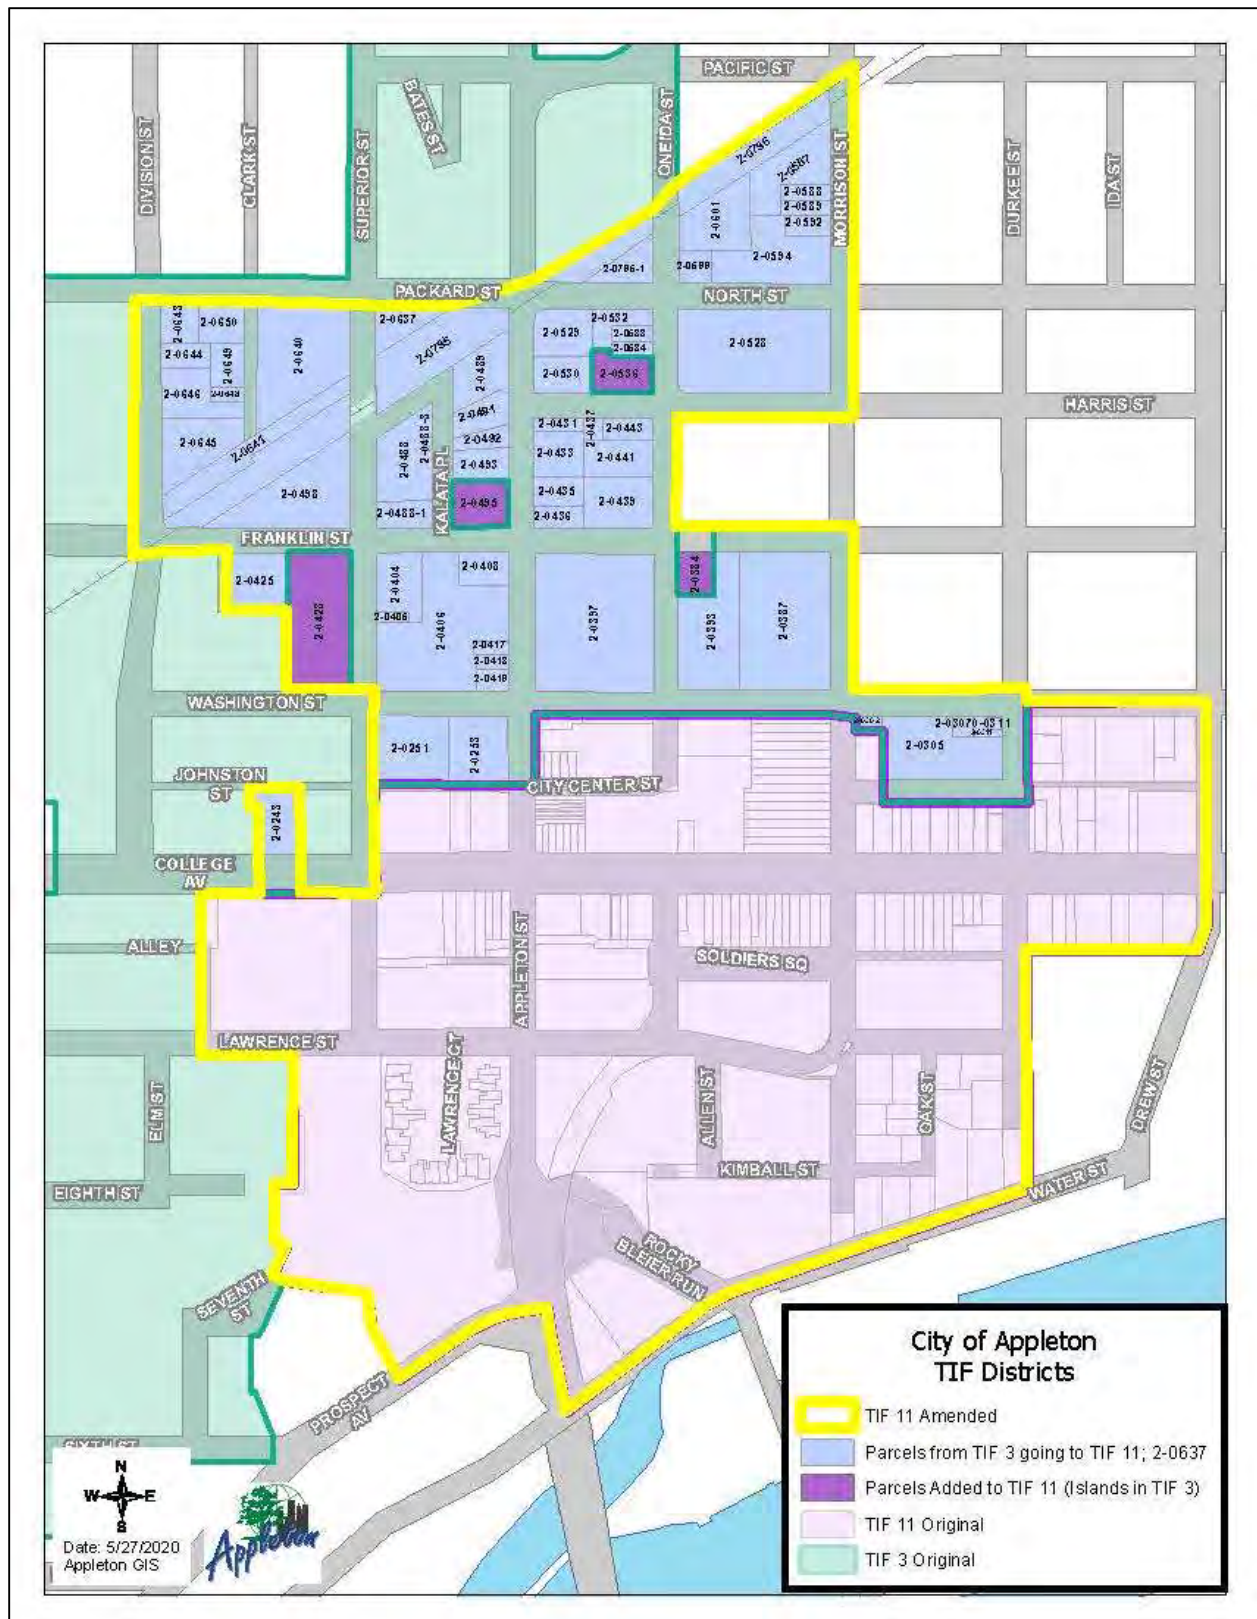 PACIFIC ST
BATES ST
DIVISION ST
CLARK ST
SUPERIOR ST
ONEIDA ST
MORRISON ST
DURKEE ST
IDA ST
2-0796
2-0587
2-0588
2-0589
2-0592
2-0601
2-0594
2-0796-1
PACKARD ST
NORTH ST
2-0643
2-0650
2-0640
2-0637
2-0795
2-0529
2-0532
2-0528
2-0644
2-0649
2-0489
2-0530
2-0684
2-0536
2-0646
2-0645
2-0641
2-0498
2-0488
2-0488-3
2-0491
2-0492
2-0493
2-0495
2-0488-1
KALATA PL
2-0431
2-0437
2-0443
2-0433
2-0441
2-0435
2-0439
2-0436
HARRIS ST
FRANKLIN ST
2-0425
2-0428
2-0404
2-0408
2-0406
2-0417
2-0418
2-0419
2-0397
2-0384
2-0393
2-0387
WASHINGTON ST
2-0251
2-0253
2-03070-0311
2-0305
JOHNSTON
ST
CITY CENTER ST
2-0243
COLLEGE
AV
ALLEY
APPLETON ST
SOLDIERS SQ
LAWRENCE ST
LAWRENCE CT
ELM ST
ALLEN ST
OAK ST
DREW ST
EIGHTH ST
KIMBALL ST
WATER ST
ROCKY
BLEIER RUN
SEVENTH
ST
PROSPECT
AV
SIXTH ST
City of Appleton
TIF Districts
TIF 11 Amended
Parcels from TIF 3 going to TIF 11; 2-0637
Parcels Added to TIF 11 (Islands in TIF 3)
TIF 11 Original
TIF 3 Original
N
W E
S
Date: 5/27/2020
Appleton GIS
Appleton